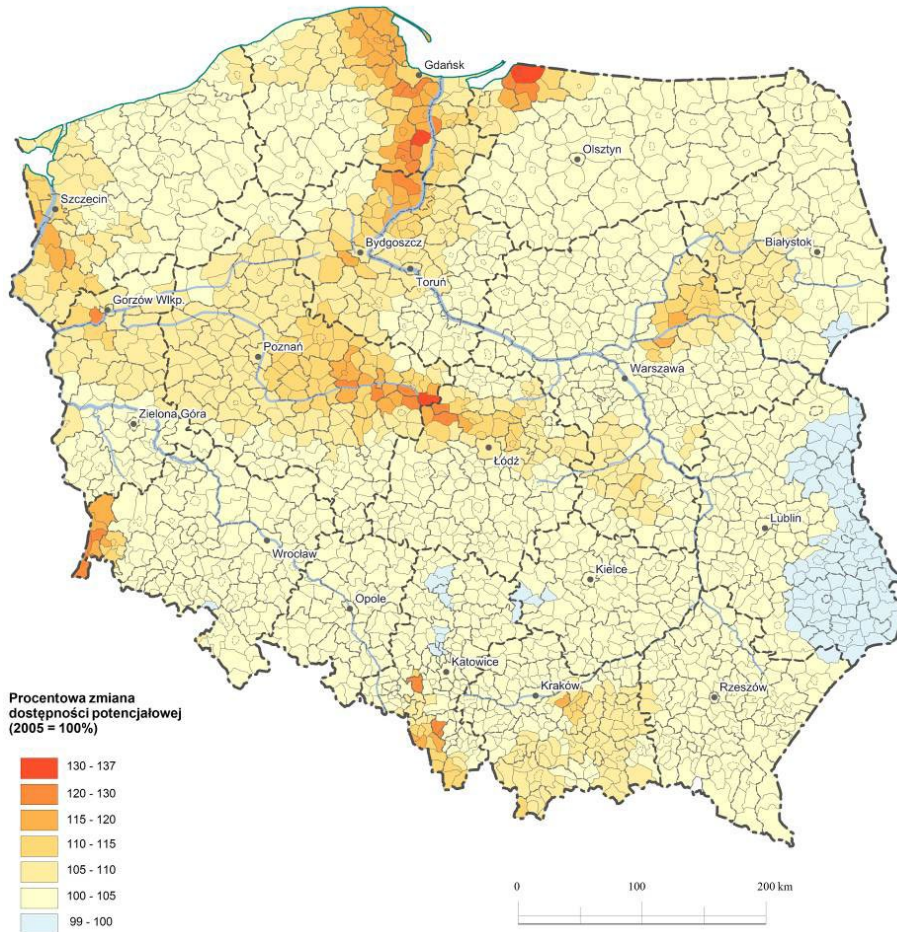 Gdańsk
Olsztyn
Szczecin
Bydgoszcz
Białystok
Toruń
Gorzów Wlkp.
Poznań
Warszawa
Zielona Góra
Łódź
Lublin
Wrocław
Kielce
Opole
Katowice
Kraków
Rzeszów
Procentowa zmiana
dostępności potencjałowej
(2005 = 100%)
130 - 137
120 - 130
115 - 120
110 - 115
105 - 110
100 - 105
99 - 100
0 100 200 km